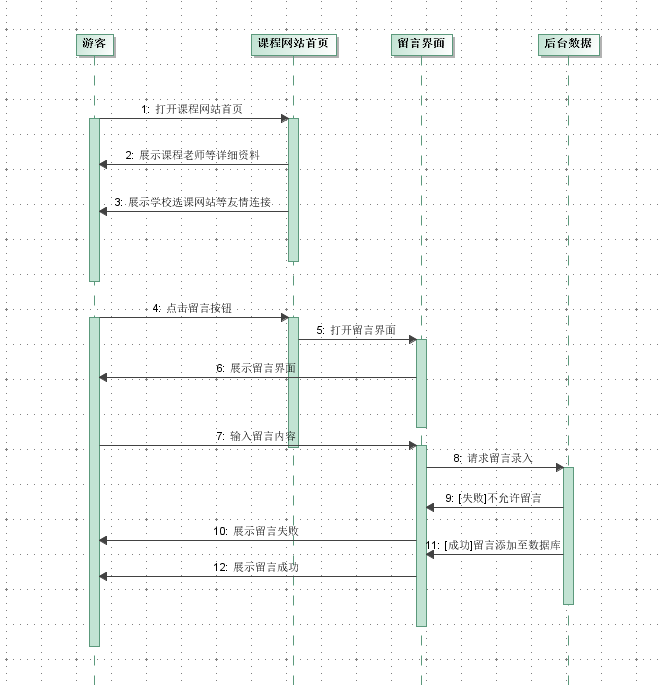 游客
课程网站首页
留言界面
后台数据
1: 打开课程网站首页
2: 展示课程老师等详细资料
3: 展示学校选课网站等友情连接
4: 点击留言按钮
5: 打开留言界面
6: 展示留言界面
7: 输入留言内容
8: 请求留言录入
9: [失败]不允许留言
10: 展示留言失败
11: [成功]留言添加至数据库
12: 展示留言成功